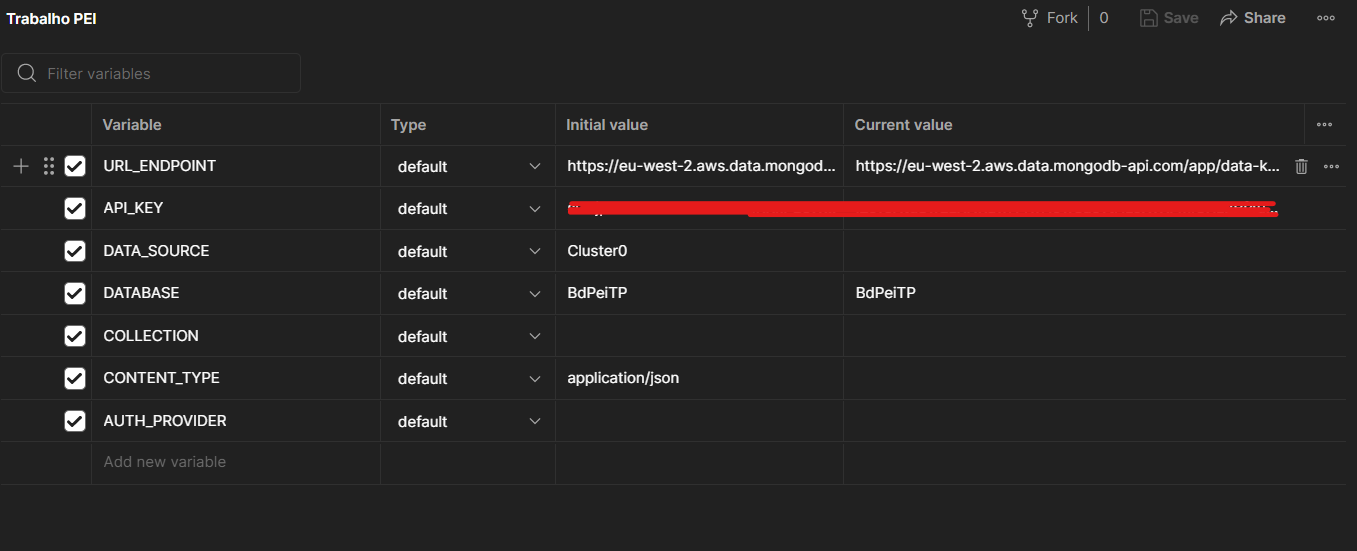 Trabalho PEI
Fork 0 Save Share
Filter variables
Variable Type Initial value Current value
URL_ENDPOINT default https://eu-west-2.aws.data.mongod... https://eu-west-2.aws.data.mongodb-api.com/app/data-k...
API_KEY default
DATA_SOURCE default Cluster0
DATABASE default BdPeiTP BdPeiTP
COLLECTION default
CONTENT_TYPE default application/json
AUTH_PROVIDER default
Add new variable